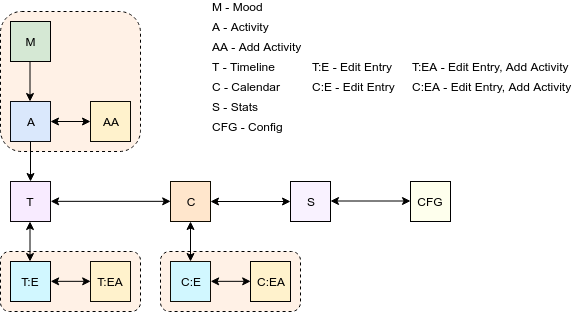 M - Mood
A - Activity
AA - Add Activity
T - Timeline T:E - Edit Entry T:EA - Edit Entry, Add Activity
C - Calendar C:E - Edit Entry C:EA - Edit Entry, Add Activity
S - Stats
CFG - Config
M
A AA
T C S CFG
T:E T:EA C:E C:EA